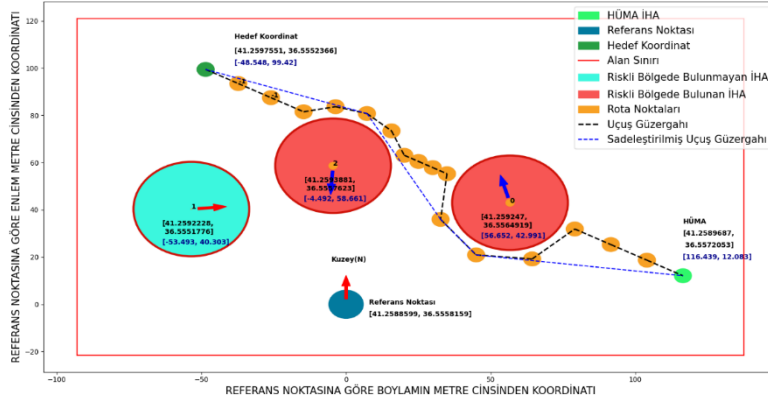 REFERANS NOKTASINA GÖRE ENLEM METRE CİNSİNDEN KOORDİNATI
120
100
80
60
40
20
0
−20
−100
−50
0
50
100
REFERANS NOKTASINA GÖRE BOYLAMIN METRE CİNSİNDEN KOORDİNATI
Hedef Koordinat
[41.2597551, 36.5552366]
[-48.548, 99.42]
HÜMA İHA
Referans Noktası
Hedef Koordinat
Alan Sınırı
Riskli Bölgede Bulunmayan İHA
Riskli Bölgede Bulunan İHA
Rota Noktaları
Uçuş Güzergahı
Sadeleştirilmiş Uçuş Güzergahı
2
36.5
7623]
[-4.492, 58.661]
1
[41.2592228,
36.5551776]
[-53.493, 40.303]
0
[41.259247,
36.5564919]
[56.652, 42.991]
HÜMA
[41.2589687,
36.5572053]
[116.439, 12.083]
Kuzey(N)
Referans Noktası
[41.2588599, 36.5558159]